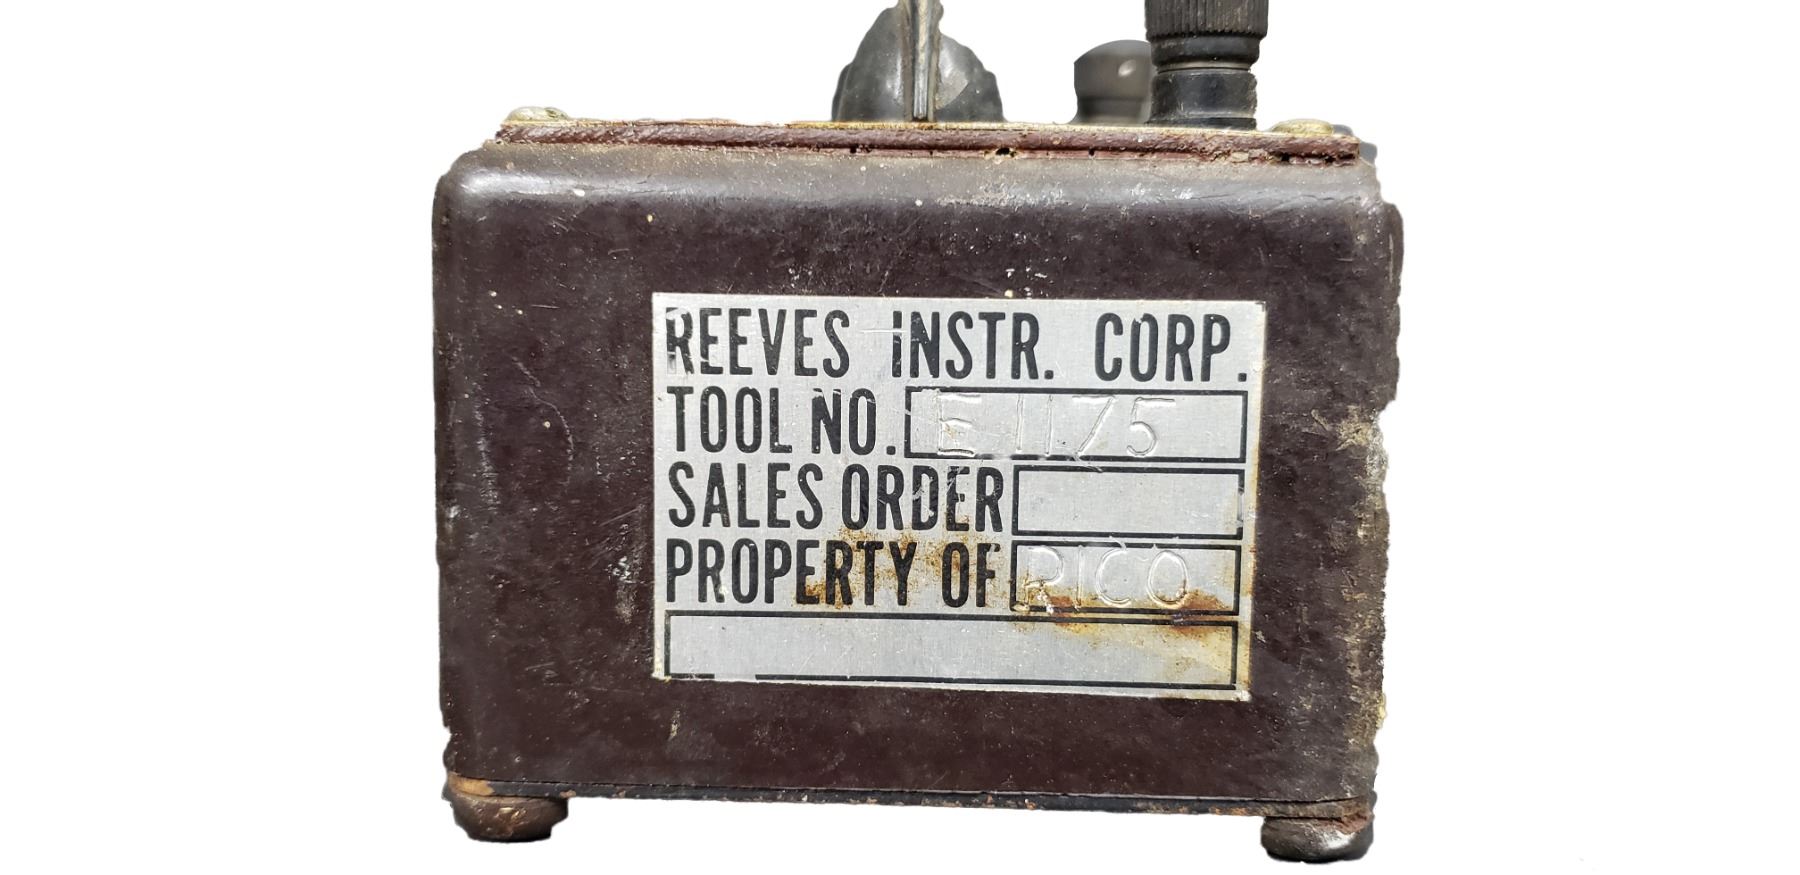 REEVES INSTR. CORP.
TOOL NO. E1175
SALES ORDER
PROPERTY OF RICO